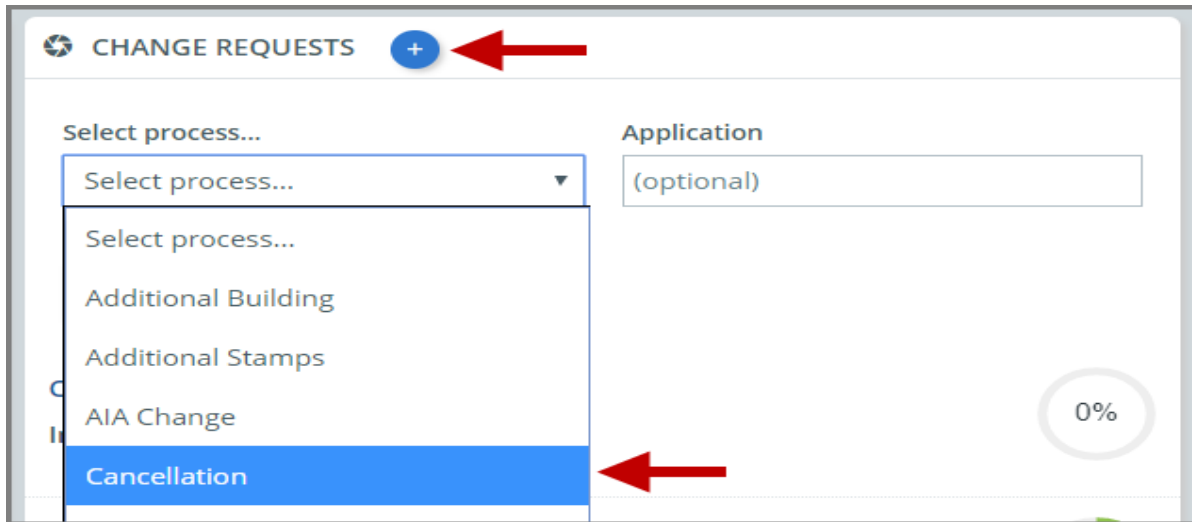 CHANGE REQUESTS +
Select process... Application
Select process... (optional)
Select process...
Additional Building
Additional Stamps
AIA Change
0%
Cancellation